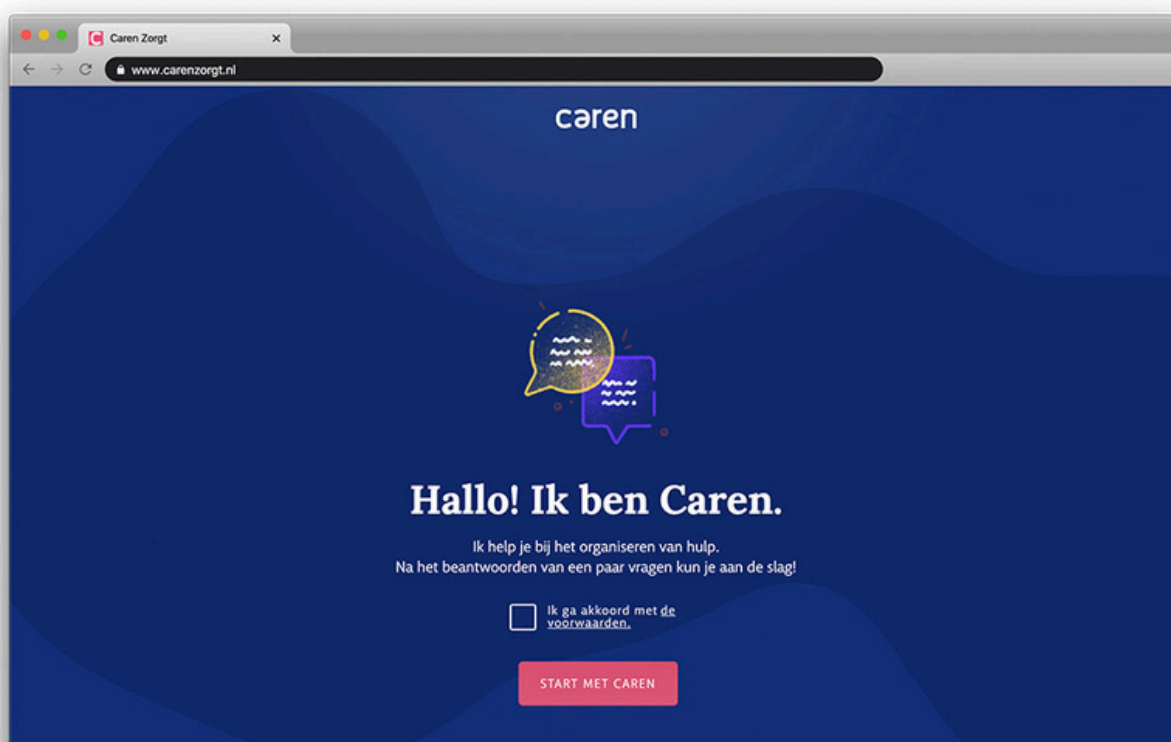 Caren Zorgt
www.carenzorgt.nl
caren
Hallo! Ik ben Caren.
Ik help je bij het organiseren van hulp.
Na het beantwoorden van een paar vragen kun je aan de slag!
Ik ga akkoord met de
voorwaarden.
START MET CAREN